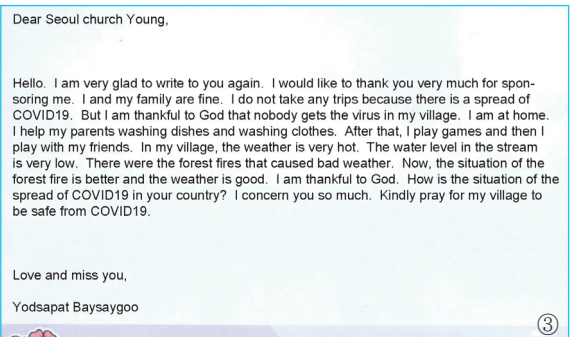 Dear Seoul church Young,
Hello. I am very glad to write to you again. I would like to thank you very much for spon-
soring me. I and my family are fine. I do not take any trips because there is a spread of
COVID19. But I am thankful to God that nobody gets the virus in my village. I am at home.
I help my parents washing dishes and washing clothes. After that, I play games and then I
play with my friends. In my village, the weather is very hot. The water level in the stream
is very low. There were the forest fires that caused bad weather. Now, the situation of the
forest fire is better and the weather is good. I am thankful to God. How is the situation of the
spread of COVID19 in your country? I concern you so much. Kindly pray for my village to
be safe from COVID19.
Love and miss you,
Yodsapat Baysaygoo
③